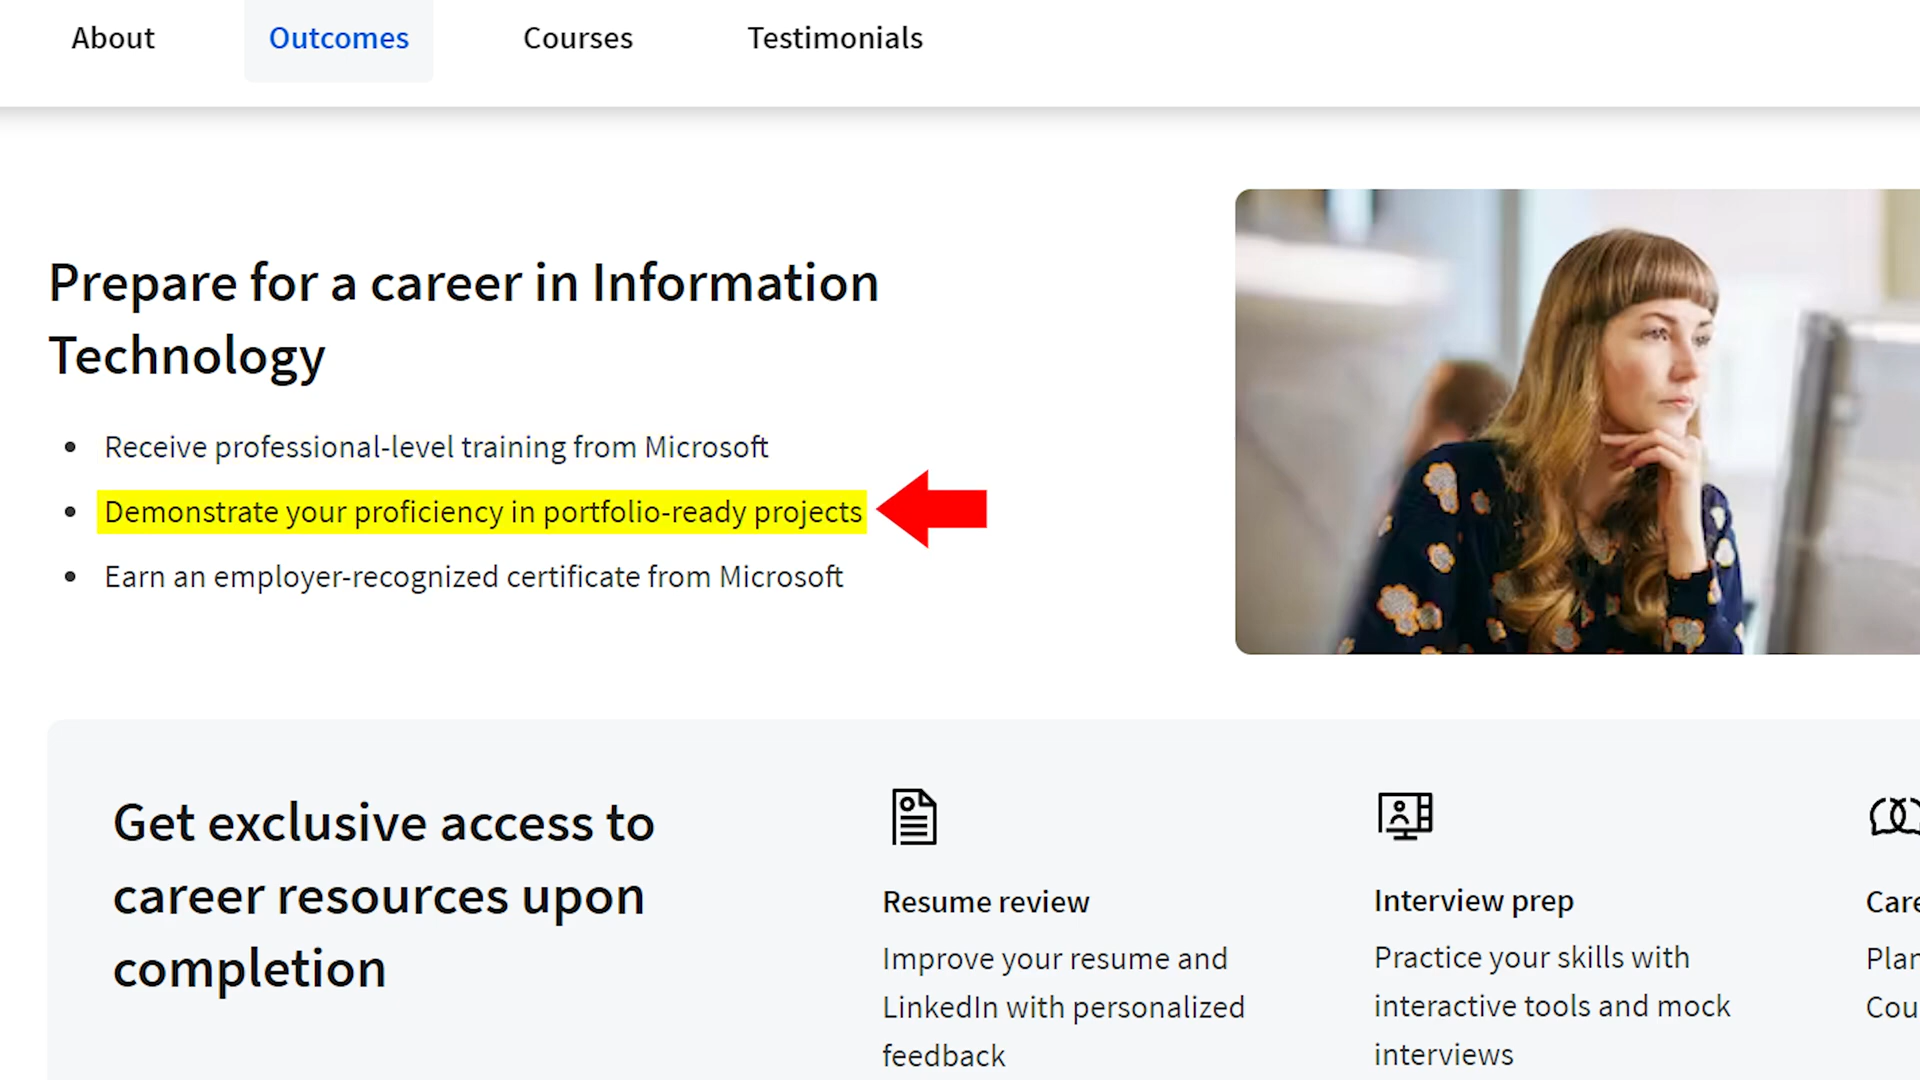 About
Outcomes
Courses
Testimonials
Prepare for a career in Information
Technology
Receive professional-level training from Microsoft
Demonstrate your proficiency in portfolio-ready projects
Earn an employer-recognized certificate from Microsoft
Get exclusive access to
career resources upon
completion
Resume review
Improve your resume and
LinkedIn with personalized
feedback
Interview prep
Practice your skills with
interactive tools and mock
interviews